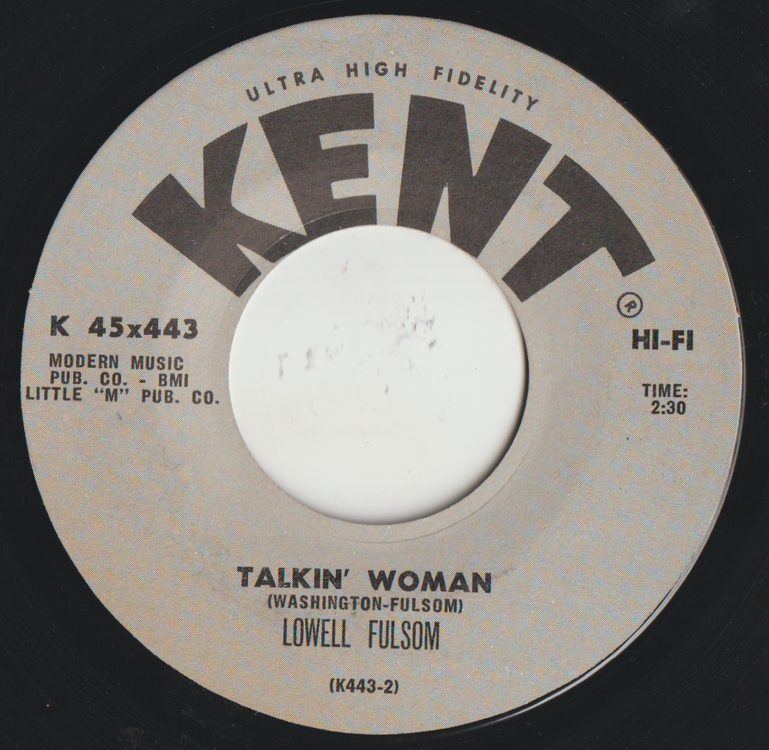 ULTRA HIGH FIDELITY
KENT
®
K 45x443
HI-FI
MODERN MUSIC
PUB. CO. - BMI
LITTLE "M" PUB. CO.
TIME:
2:30
TALKIN' WOMAN
(WASHINGTON-FULSOM)
LOWELL FULSOM
(K443-2)